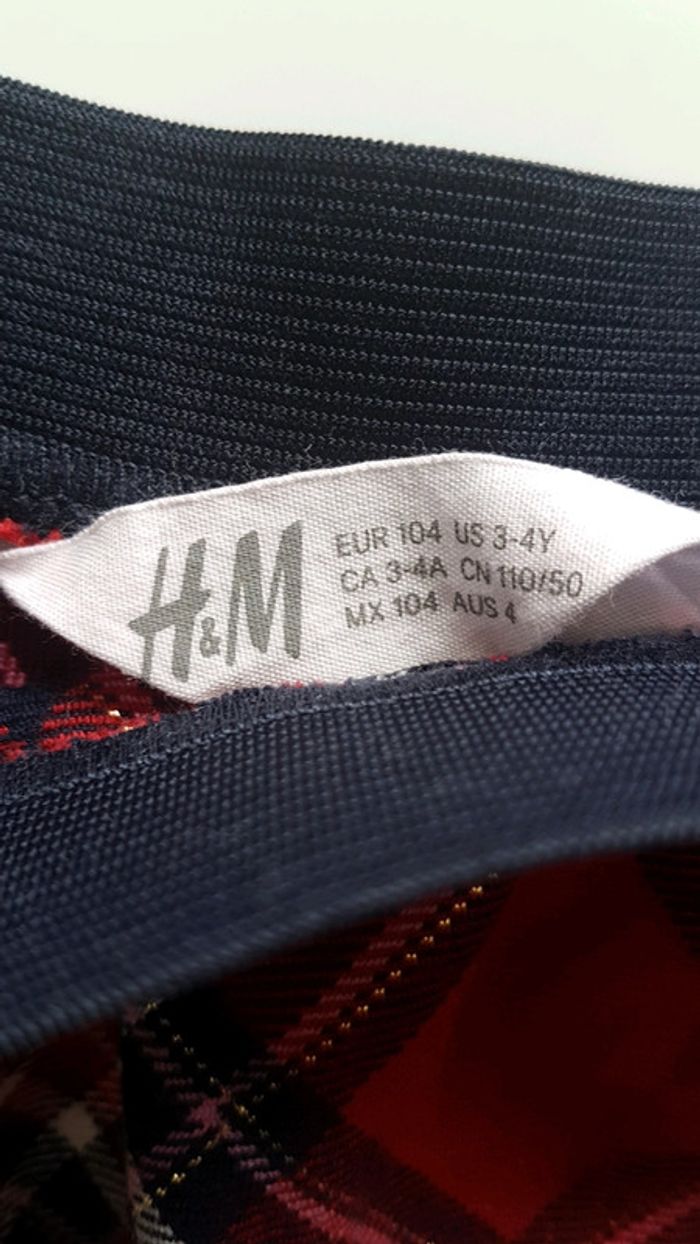 H&M
EUR 104 US 3-4Y
CA 3-4A CN 110/50
MX 104 AUS 4